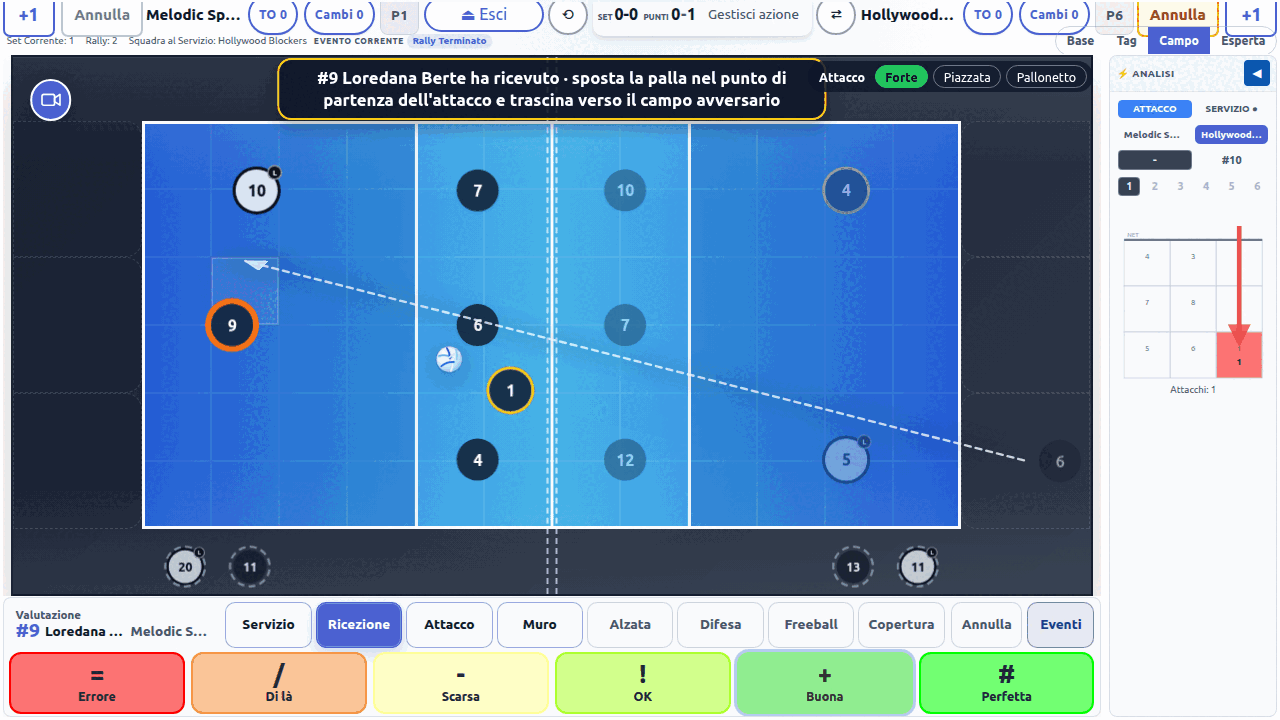 +1
Annulla
Melodic Sp...
TO 0
Cambi 0
P1
⏏ Esci
⟲
SET 0-0 PUNTI 0-1 Gestisci azione
⇄
Hollywood...
TO 0
Cambi 0
P6
Annulla
+1
Set Corrente: 1 Rally: 2 Squadra al Servizio: Hollywood Blockers EVENTO CORRENTE Rally Terminato
Base Tag Campo Esperta
#9 Loredana Berte ha ricevuto · sposta la palla nel punto di
partenza dell'attacco e trascina verso il campo avversario
Attacco Forte Piazzata Pallonetto
10 L
7
10
4
9
6
7
1
4
12
5 L
6
20 L
11
13
11 L
⚡ ANALISI
◀
ATTACCO SERVIZIO ●
Melodic S... Hollywood...
- #10
1 2 3 4 5 6
NET
4 3
7 8
5 6 1
1
Attacchi: 1
Valutazione
#9 Loredana ... Melodic S...
Servizio
Ricezione
Attacco
Muro
Alzata
Difesa
Freeball
Copertura
Annulla
Eventi
=
Errore
/
Di là
-
Scarsa
!
OK
+
Buona
#
Perfetta